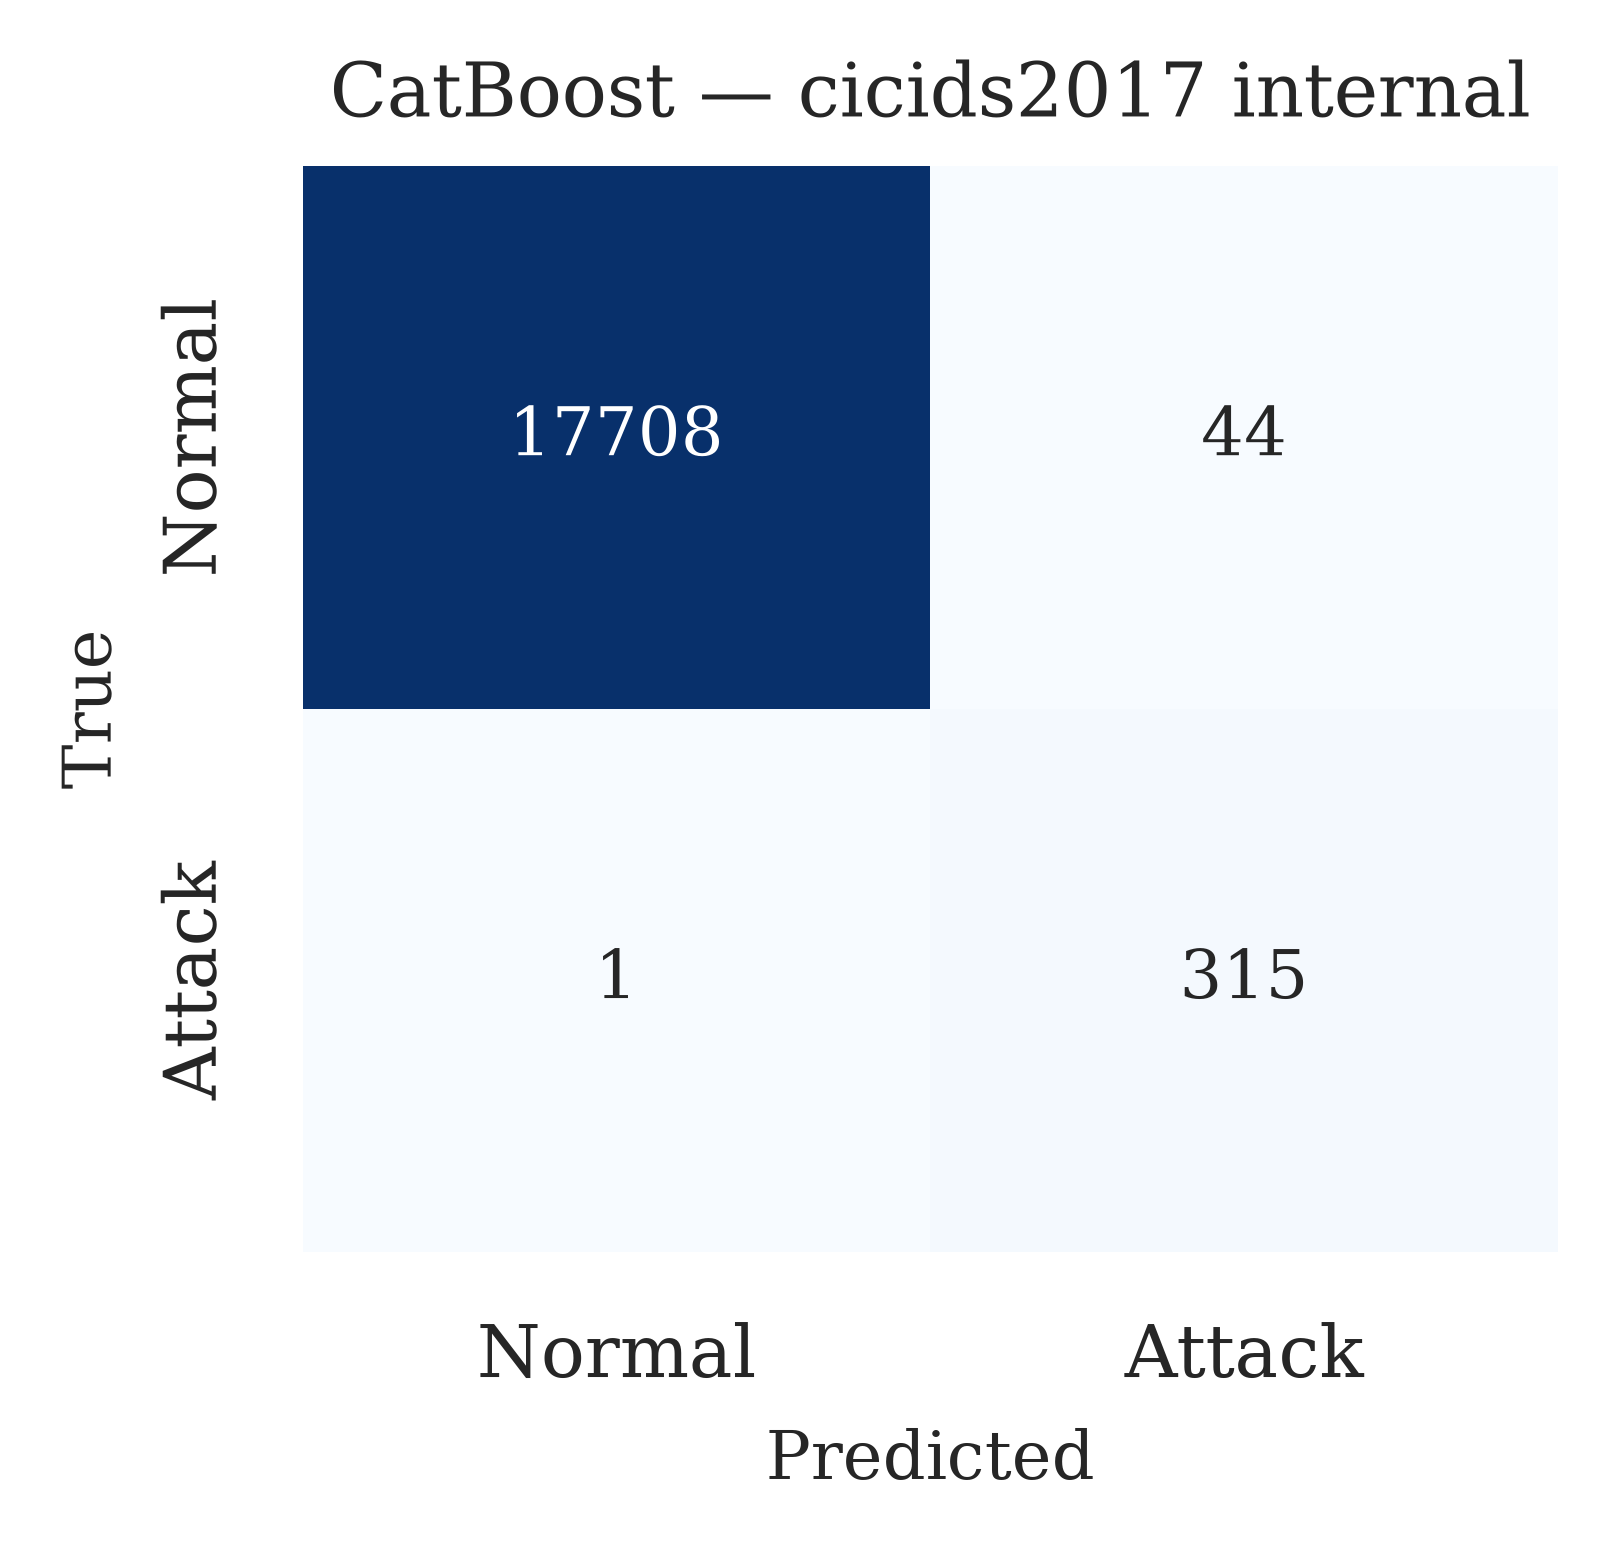 CatBoost — cicids2017 internal
True
Normal
17708
44
Attack
1
315
Normal
Attack
Predicted